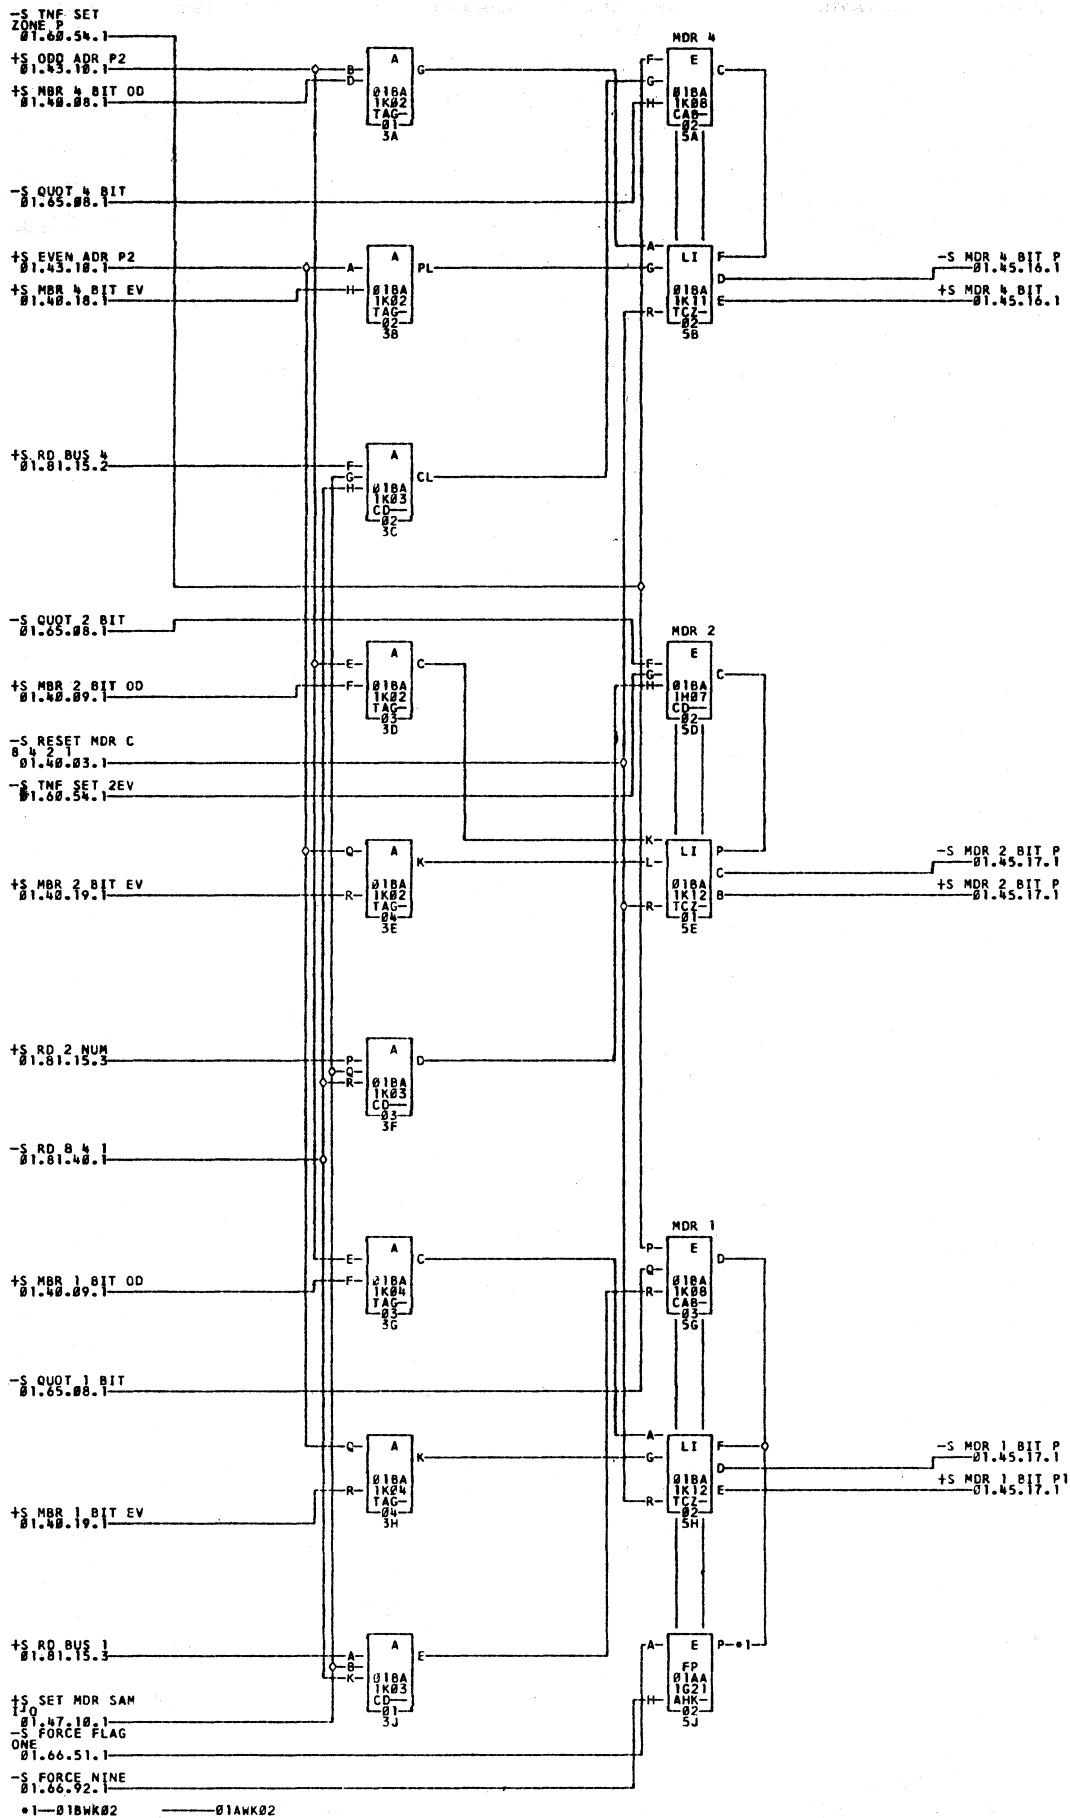 -S TNF SET
ZONE P
01.60.54.1
MDR 4
+S ODD ADR P2
01.43.10.1
B
D
A
G
01BA
1K02
TAG-
01
3A
F
G
H
E
C
01BA
1K08
CAB-
02
5A
+S MBR 4 BIT OD
01.40.08.1
-S QUOT 4 BIT
01.65.08.1
+S EVEN ADR P2
01.43.10.1
+S MBR 4 BIT EV
01.40.18.1
A
H
A
PL
01BA
1K02
TAG-
02
3B
A
G
R
LI
F
D
E
01BA
1K11
TCZ-
02
5B
-S MDR 4 BIT P
01.45.16.1
+S MDR 4 BIT
01.45.16.1
+S RD BUS 4
01.81.15.2
F
G
H
A
CL
01BA
1K03
CD-
02
3C
-S QUOT 2 BIT
01.65.08.1
MDR 2
E
F
A
C
01BA
1K02
TAG-
03
3D
F
G
H
E
C
01BA
1H07
CD-
02
5D
+S MBR 2 BIT OD
01.40.09.1
-S RESET MDR C
8 4 2 1
01.40.03.1
-S TNF SET 2EV
01.60.54.1
Q
R
A
K
01BA
1K02
TAG-
04
3E
K
L
R
LI
P
C
B
01BA
1K12
TCZ-
01
5E
-S MDR 2 BIT P
01.45.17.1
+S MDR 2 BIT P
01.45.17.1
+S MBR 2 BIT EV
01.40.19.1
+S RD 2 NUM
01.81.15.3
P
Q
R
A
D
01BA
1K03
CD-
03
3F
-S RD 8 4 1
01.81.40.1
MDR 1
E
F
A
C
01BA
1K04
TAG-
03
3G
P
Q
R
E
D
01BA
1K08
CAB-
03
5G
+S MBR 1 BIT OD
01.40.09.1
-S QUOT 1 BIT
01.65.08.1
Q
R
A
K
01BA
1K04
TAG-
04
3H
A
G
R
LI
F
D
E
01BA
1K12
TCZ-
02
5H
-S MDR 1 BIT P
01.45.17.1
+S MDR 1 BIT P1
01.45.17.1
+S MBR 1 BIT EV
01.40.19.1
+S RD BUS 1
01.81.15.3
A
B
K
A
E
01BA
1K03
CD-
01
3J
A
H
E
P-*1
FP
01AA
1G21
AHK-
02
5J
+S SET MDR SAM
I-O
01.47.10.1
-S FORCE FLAG
ONE
01.66.51.1
-S FORCE NINE
01.66.92.1
*1—01BWK02 ———01AWK02